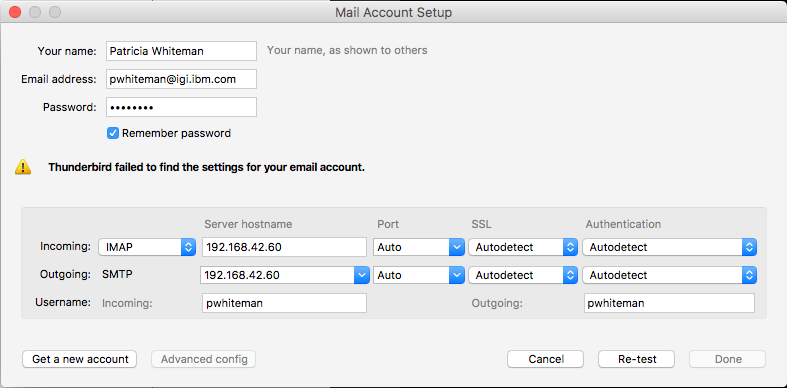 Mail Account Setup
Your name: Patricia Whiteman Your name, as shown to others
Email address: pwhiteman@igi.ibm.com
Password: ••••••••
Remember password
Thunderbird failed to find the settings for your email account.
Server hostname Port SSL Authentication
Incoming: IMAP 192.168.42.60 Auto Autodetect Autodetect
Outgoing: SMTP 192.168.42.60 Auto Autodetect Autodetect
Username: Incoming: pwhiteman Outgoing: pwhiteman
Get a new account Advanced config Cancel Re-test Done